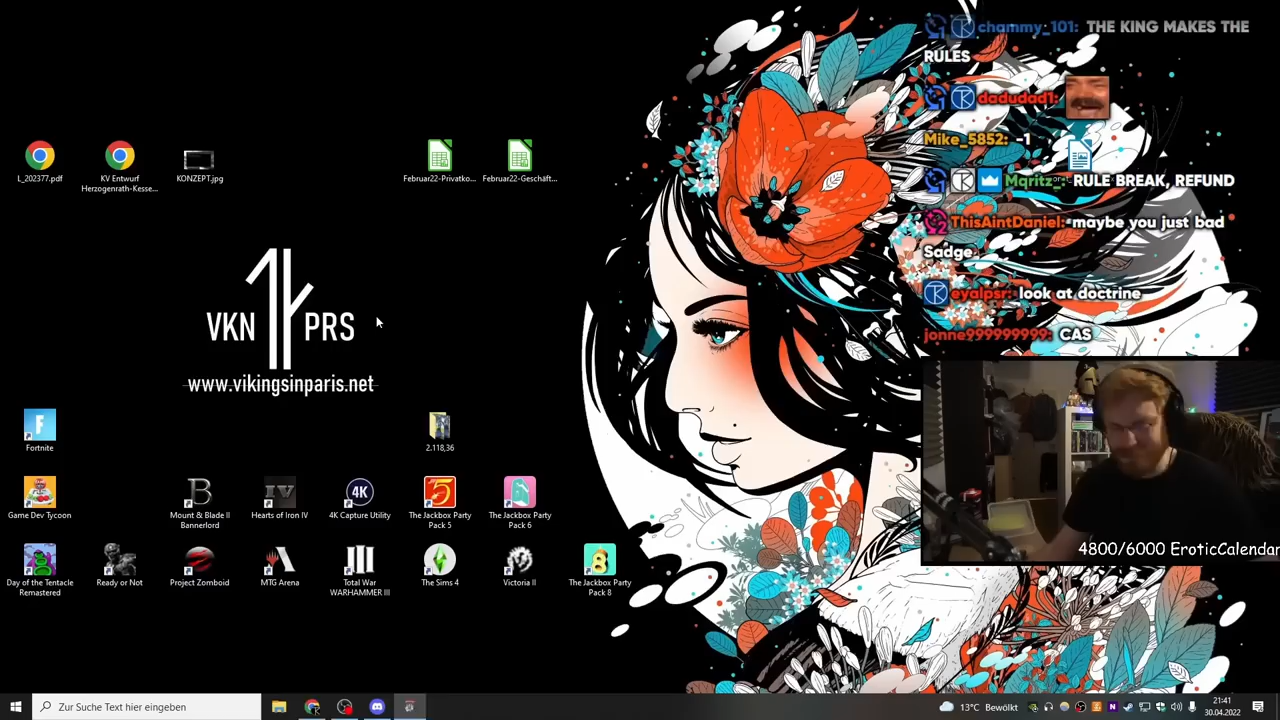 chammy_101: THE KING MAKES THE
RULES
dadudad1:
Mike_5852: -1
Mqritz_: RULE BREAK, REFUND
ThisAintDaniel: maybe you just bad
Sadge
eyalpsr: look at doctrine
jonne999999999: CAS
L_202377.pdf
KV Entwurf
Herzogenrath-Kesse...
KONZEPT.jpg
Februar22-Privatko...
Februar22-Geschäft...
VKN PRS
www.vikingsinparis.net
Fortnite
2.118,36
Game Dev Tycoon
Mount & Blade II
Bannerlord
Hearts of Iron IV
4K
4K Capture Utility
The Jackbox Party
Pack 5
The Jackbox Party
Pack 6
Day of the Tentacle
Remastered
Ready or Not
Project Zomboid
MTG Arena
Total War
WARHAMMER III
The Sims 4
Victoria II
The Jackbox Party
Pack 8
4800/6000 EroticCalendar
Zur Suche Text hier eingeben
13°C Bewölkt
21:41
30.04.2022